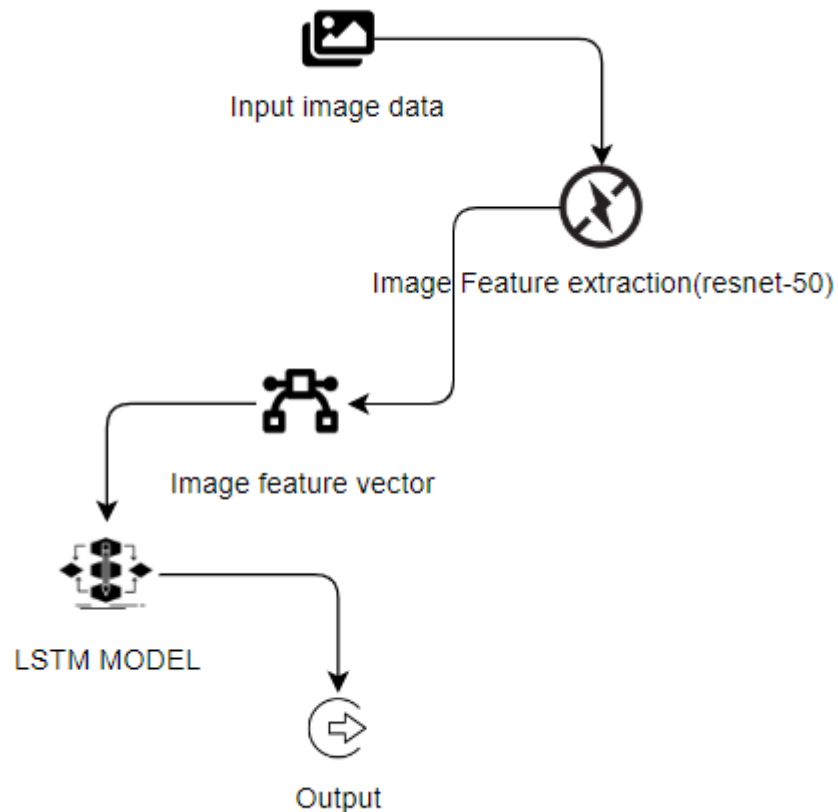 Input image data
Image Feature extraction(resnet-50)
Image feature vector
LSTM MODEL
Output